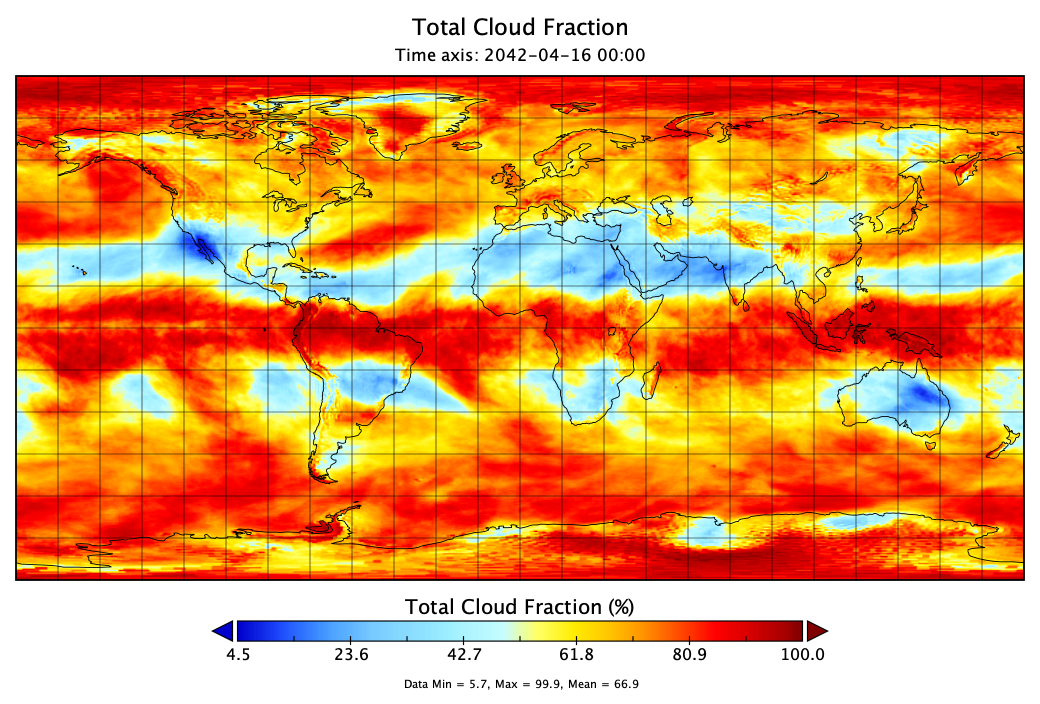 Total Cloud Fraction
Time axis: 2042-04-16 00:00
Total Cloud Fraction (%)
4.5 23.6 42.7 61.8 80.9 100.0
Data Min = 5.7, Max = 99.9, Mean = 66.9